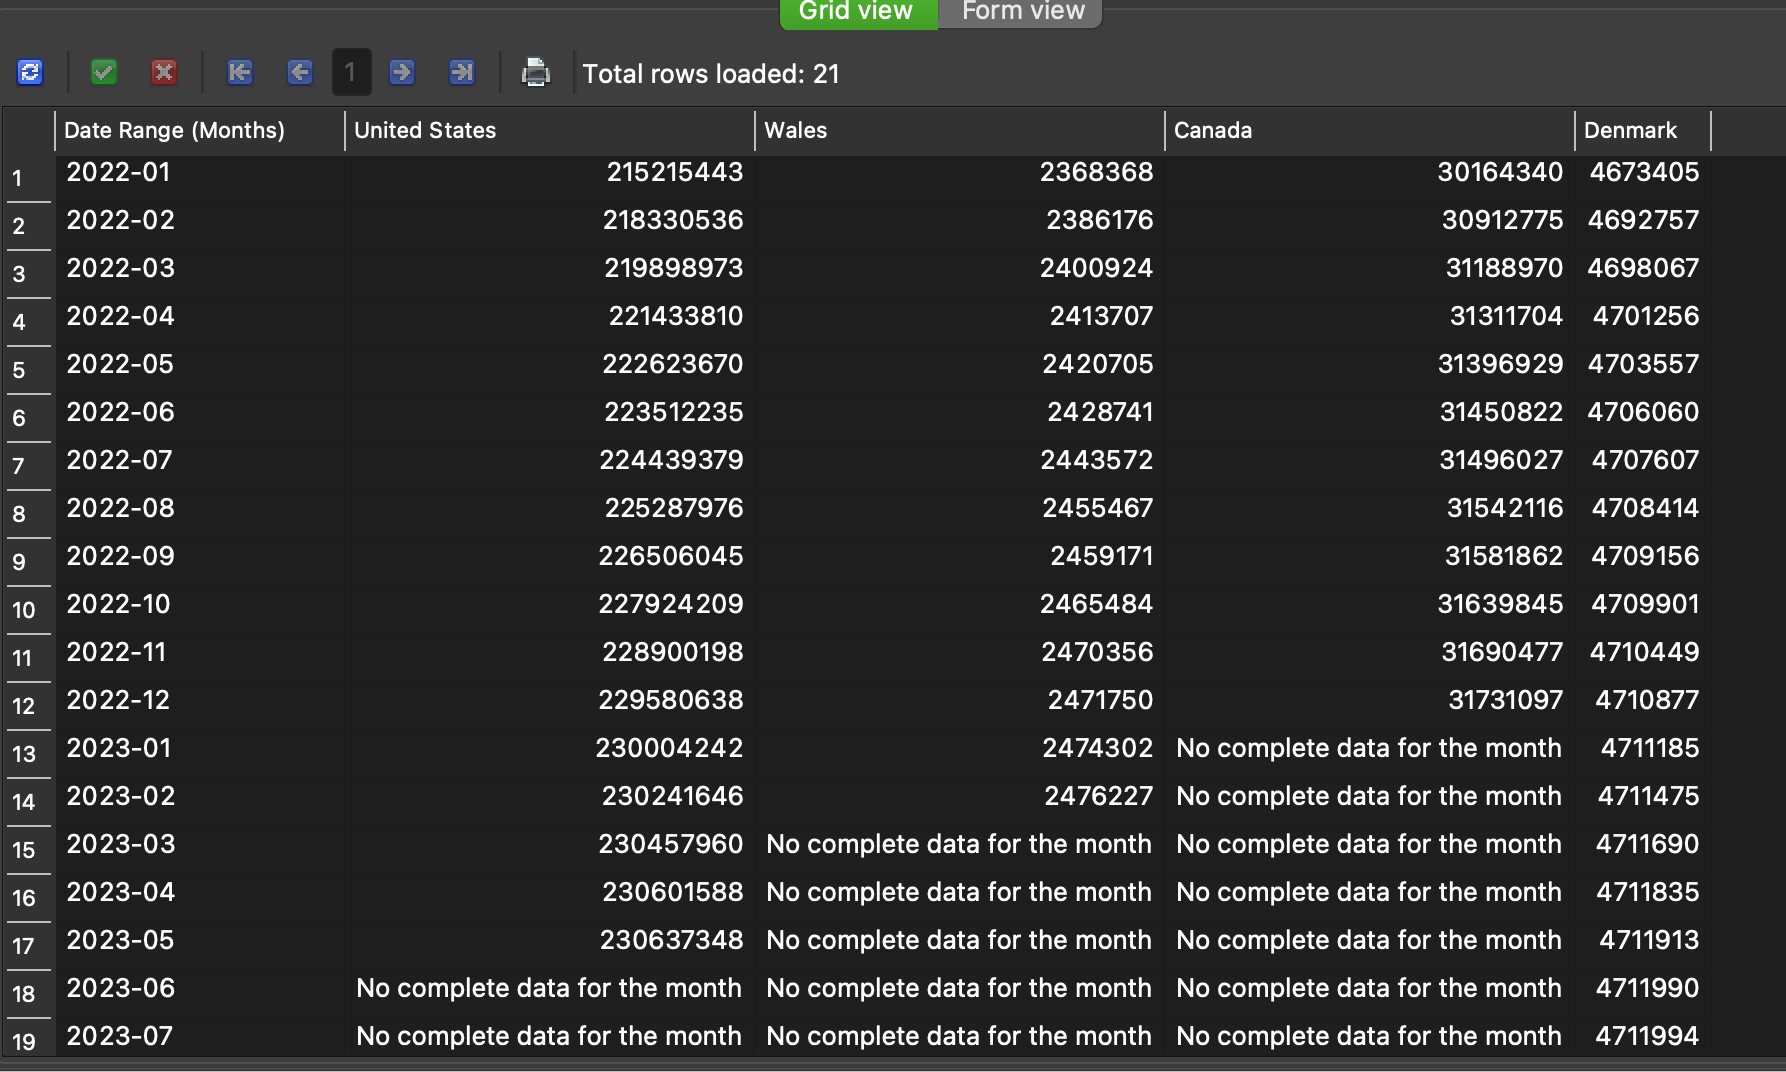 Grid view Form view
1 Total rows loaded: 21
Date Range (Months) United States Wales Canada Denmark
1 2022-01 215215443 2368368 30164340 4673405
2 2022-02 218330536 2386176 30912775 4692757
3 2022-03 219898973 2400924 31188970 4698067
4 2022-04 221433810 2413707 31311704 4701256
5 2022-05 222623670 2420705 31396929 4703557
6 2022-06 223512235 2428741 31450822 4706060
7 2022-07 224439379 2443572 31496027 4707607
8 2022-08 225287976 2455467 31542116 4708414
9 2022-09 226506045 2459171 31581862 4709156
10 2022-10 227924209 2465484 31639845 4709901
11 2022-11 228900198 2470356 31690477 4710449
12 2022-12 229580638 2471750 31731097 4710877
13 2023-01 230004242 2474302 No complete data for the month 4711185
14 2023-02 230241646 2476227 No complete data for the month 4711475
15 2023-03 230457960 No complete data for the month No complete data for the month 4711690
16 2023-04 230601588 No complete data for the month No complete data for the month 4711835
17 2023-05 230637348 No complete data for the month No complete data for the month 4711913
18 2023-06 No complete data for the month No complete data for the month No complete data for the month 4711990
19 2023-07 No complete data for the month No complete data for the month No complete data for the month 4711994